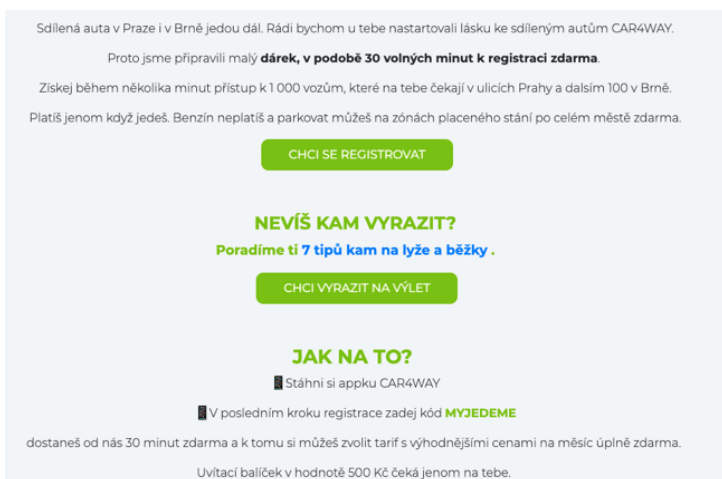 Sdílená auta v Praze i v Brně jedou dál. Rádi bychom u tebe nastartovali lásku ke sdíleným autům CAR4WAY.
Proto jsme připravili malý dárek, v podobě 30 volných minut k registraci zdarma.
Získej během několika minut přístup k 1 000 vozům, které na tebe čekají v ulicích Prahy a dalším 100 v Brně.
Platíš jenom když jedeš. Benzín neplatíš a parkovat můžeš na zónách placeného stání po celém městě zdarma.
CHCI SE REGISTROVAT
NEVÍŠ KAM VYRAZIT?
Poradíme ti 7 tipů kam na lyže a běžky .
CHCI VYRAZIT NA VÝLET
JAK NA TO?
Stáhni si appku CAR4WAY
V posledním kroku registrace zadej kód MYJEDEME
dostaneš od nás 30 minut zdarma a k tomu si můžeš zvolit tarif s výhodnějšími cenami na měsíc úplně zdarma.
Uvítací balíček v hodnotě 500 Kč čeká jenom na tebe.